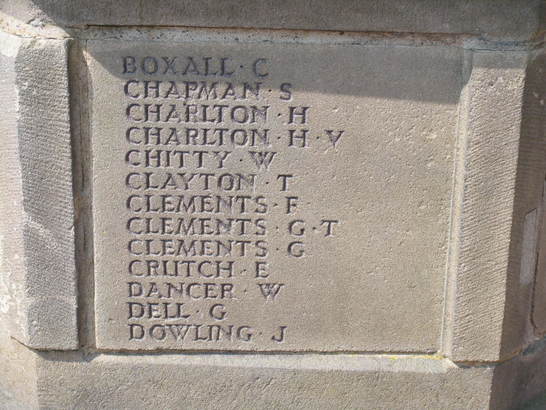 BOXALL · C
CHAPMAN · S
CHARLTON · H
CHARLTON · H · V
CHITTY · W
CLAYTON · T
CLEMENTS · F
CLEMENTS · G · T
CLEMENTS · G
CRUTCH · E
DANCER · W
DELL · G
DOWLING · J